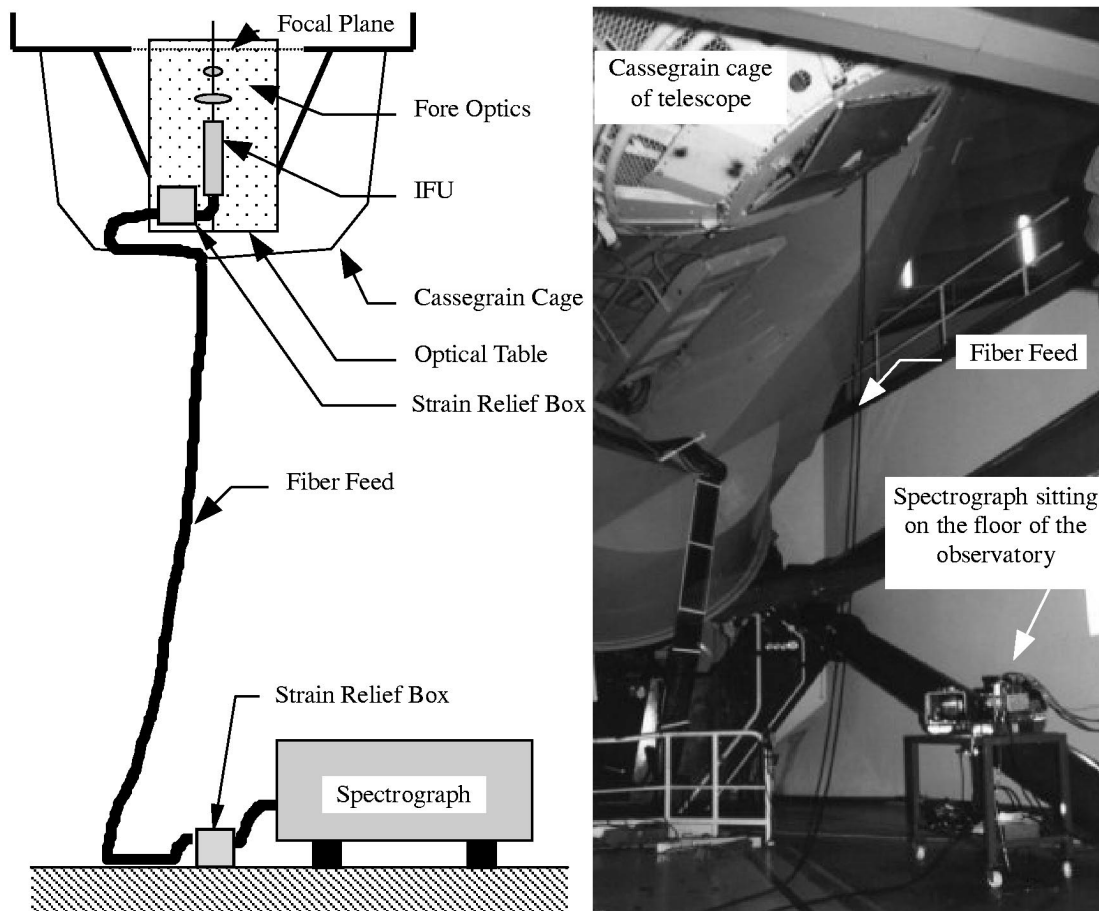 Focal Plane
Fore Optics
IFU
Cassegrain Cage
Optical Table
Strain Relief Box
Fiber Feed
Strain Relief Box
Spectrograph
Cassegrain cage
of telescope
Fiber Feed
Spectrograph sitting
on the floor of the
observatory